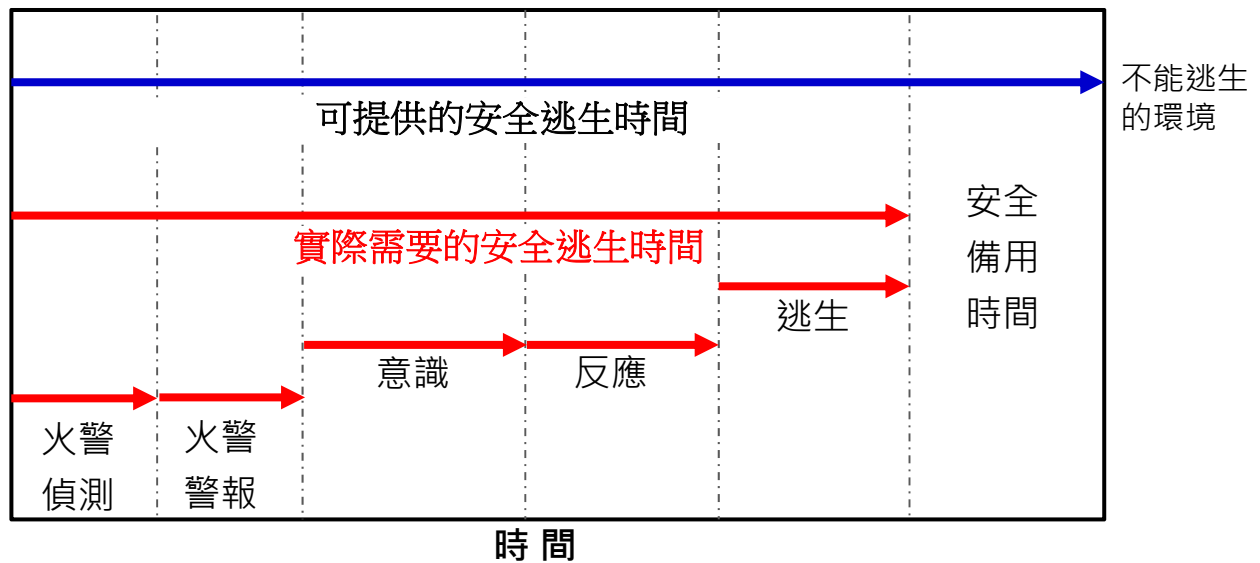 不能逃生
的環境
可提供的安全逃生時間
安全
備用
時間
實際需要的安全逃生時間
逃生
意識
反應
火警
偵測
火警
警報
時間